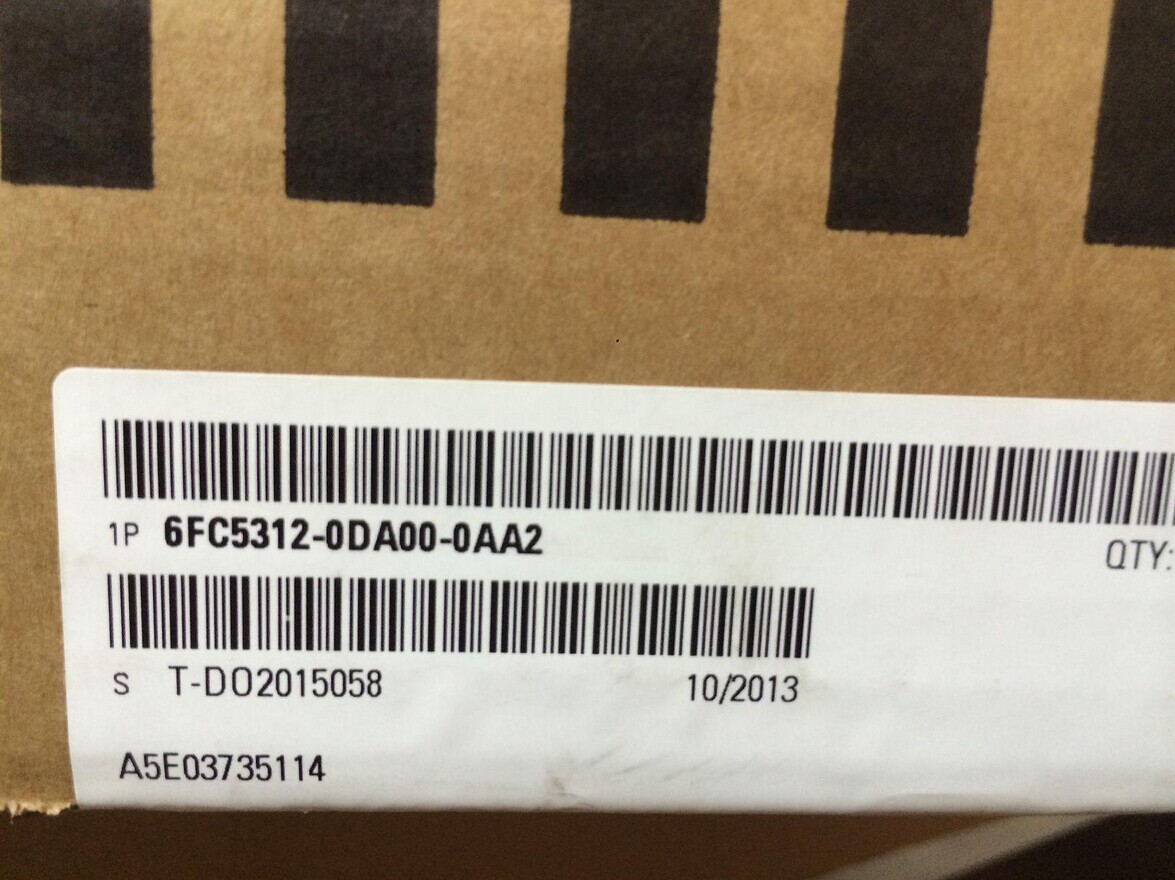 1P 6FC5312-0DA00-0AA2
QTY:
S T-DO2015058 10/2013
A5E03735114